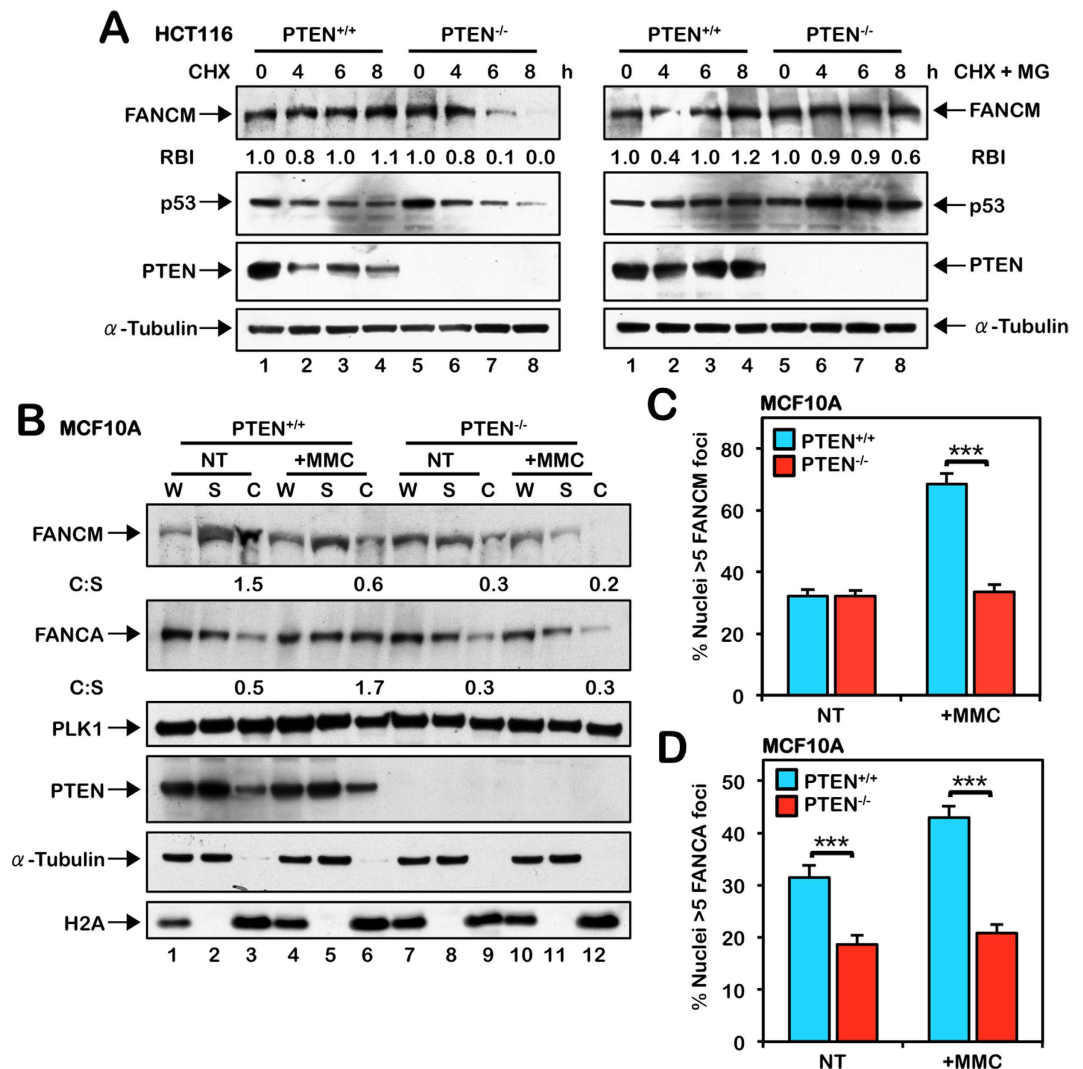 A HCT116 PTEN+/+ PTEN-/- PTEN+/+ PTEN-/-
CHX 0 4 6 8 0 4 6 8 h 0 4 6 8 0 4 6 8 h CHX + MG
FANCM FANCM
RBI 1.0 0.8 1.0 1.1 1.0 0.8 0.1 0.0 1.0 0.4 1.0 1.2 1.0 0.9 0.9 0.6 RBI
p53 p53
PTEN PTEN
α-Tubulin α-Tubulin
1 2 3 4 5 6 7 8 1 2 3 4 5 6 7 8
B MCF10A PTEN+/+ PTEN-/-
NT +MMC NT +MMC
W S C W S C W S C W S C
FANCM
C:S 1.5 0.6 0.3 0.2
FANCA
C:S 0.5 1.7 0.3 0.3
PLK1
PTEN
α-Tubulin
H2A
1 2 3 4 5 6 7 8 9 10 11 12
C MCF10A
% Nuclei >5 FANCM foci
80
60
40
20
0
PTEN+/+
PTEN-/-
***
NT +MMC
D MCF10A
% Nuclei >5 FANCA foci
50
40
30
20
10
0
PTEN+/+
PTEN-/-
*** ***
NT +MMC